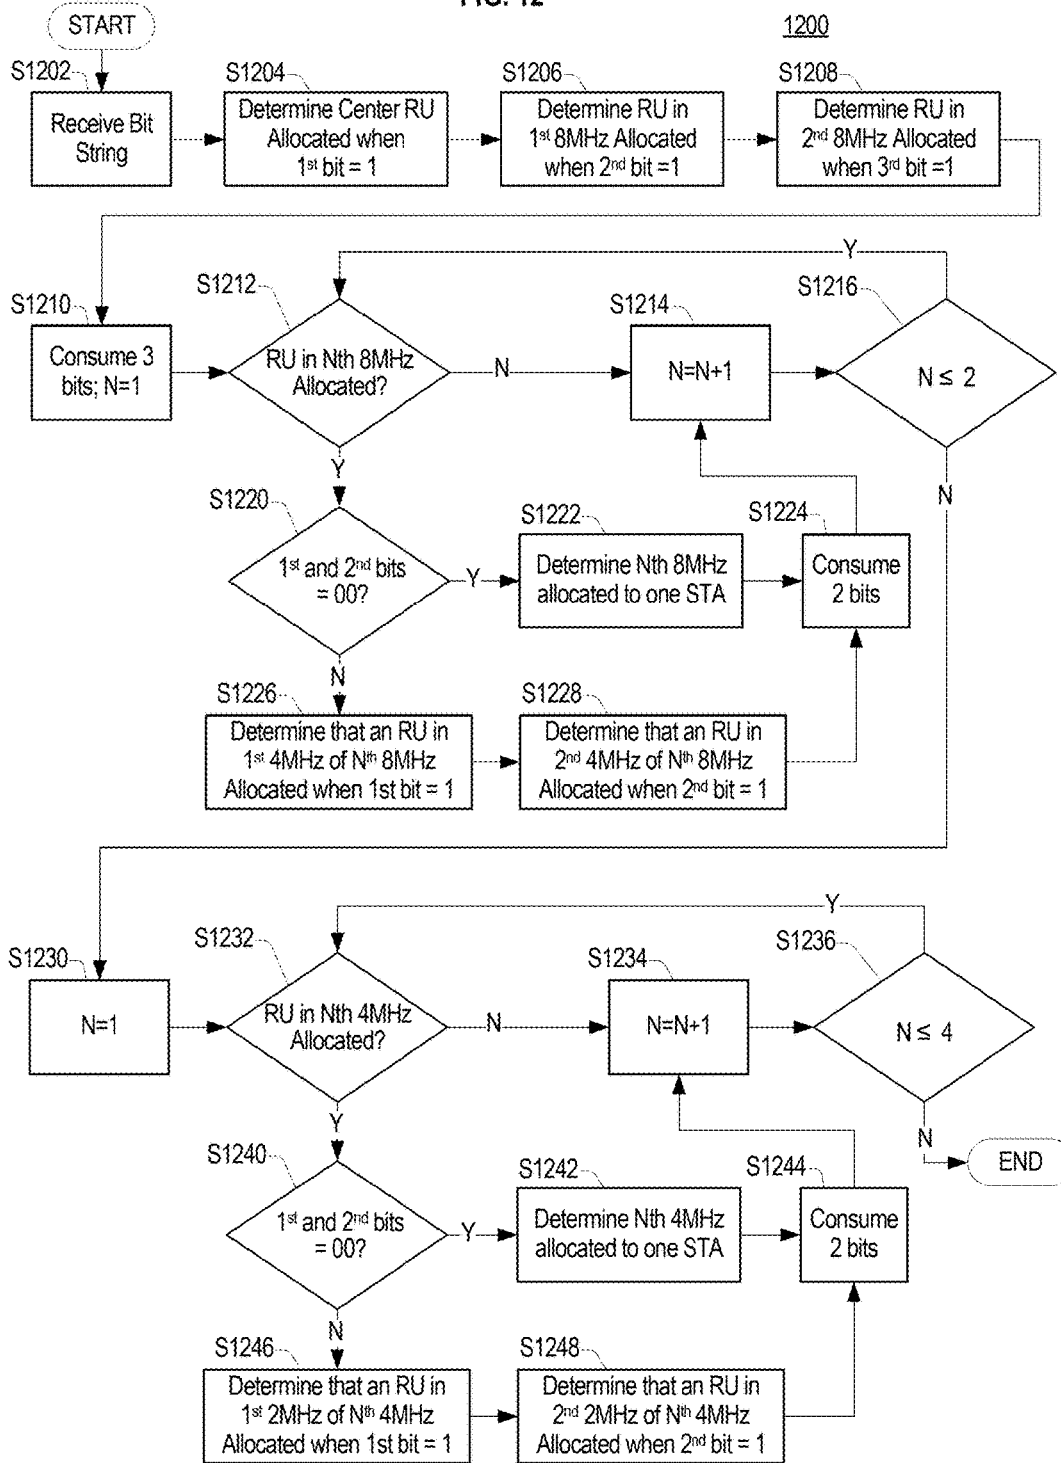 FIG. 12
START
1200
S1202
S1204
S1206
S1208
Receive Bit
String
Determine Center RU
Allocated when
1st bit = 1
Determine RU in
1st 8MHz Allocated
when 2nd bit =1
Determine RU in
2nd 8MHz Allocated
when 3rd bit =1
Y
S1210
S1212
S1214
S1216
Consume 3
bits; N=1
RU in Nth 8MHz
Allocated?
N
N=N+1
N ≤ 2
Y
N
S1220
S1222
S1224
1st and 2nd bits
= 00?
Y
Determine Nth 8MHz
allocated to one STA
Consume
2 bits
N
S1226
S1228
Determine that an RU in
1st 4MHz of Nth 8MHz
Allocated when 1st bit = 1
Determine that an RU in
2nd 4MHz of Nth 8MHz
Allocated when 2nd bit = 1
Y
S1230
S1232
S1234
S1236
N=1
RU in Nth 4MHz
Allocated?
N
N=N+1
N ≤ 4
Y
N
END
S1240
S1242
S1244
1st and 2nd bits
= 00?
Y
Determine Nth 4MHz
allocated to one STA
Consume
2 bits
N
S1246
S1248
Determine that an RU in
1st 2MHz of Nth 4MHz
Allocated when 1st bit = 1
Determine that an RU in
2nd 2MHz of Nth 4MHz
Allocated when 2nd bit = 1